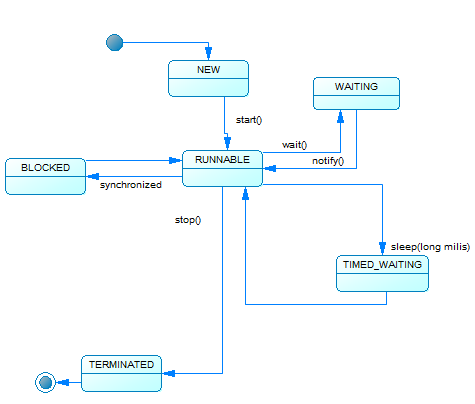 NEW
WAITING
start()
wait()
notify()
BLOCKED
RUNNABLE
synchronized
stop()
sleep(long milis)
TIMED_WAITING
TERMINATED